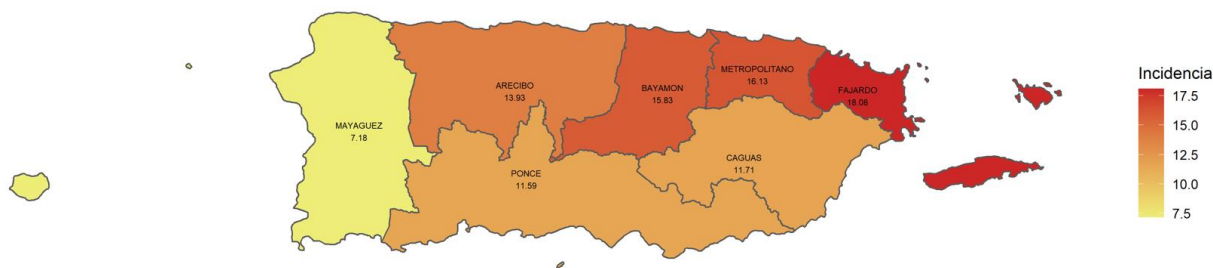 ARECIBO
13.93
BAYAMON
15.83
METROPOLITANO
16.13
FAJARDO
18.08
MAYAGUEZ
7.18
PONCE
11.59
CAGUAS
11.71
Incidencia
17.5
15.0
12.5
10.0
7.5